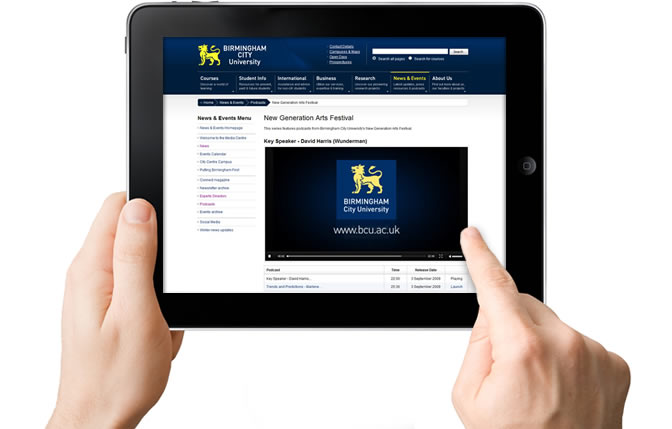 BIRMINGHAM
CITY
University
Contact Details
Campuses & Maps
Open Days
Prospectuses
Search
Search all pages
Search for courses
Courses
Student Info
International
Business
Research
News & Events
About Us
Home
News & Events
Podcasts
New Generation Arts Festival
News & Events Menu
News & Events Homepage
Welcome to the Media Centre
News
Events Calendar
City Centre Campus
Putting Birmingham First
Connect magazine
Newsletter archive
Experts Directory
Podcasts
Events archive
Social Media
Winter news updates
New Generation Arts Festival
This series features podcasts from Birmingham City University's New Generation Arts Festival
Key Speaker - David Harris (Wunderman)
BIRMINGHAM
City University
www.bcu.ac.uk
Podcast Time Release Date
Key Speaker - David Harris... 3 September 2009 Playing
Trends and Predictions - 3 September 2009 Launch